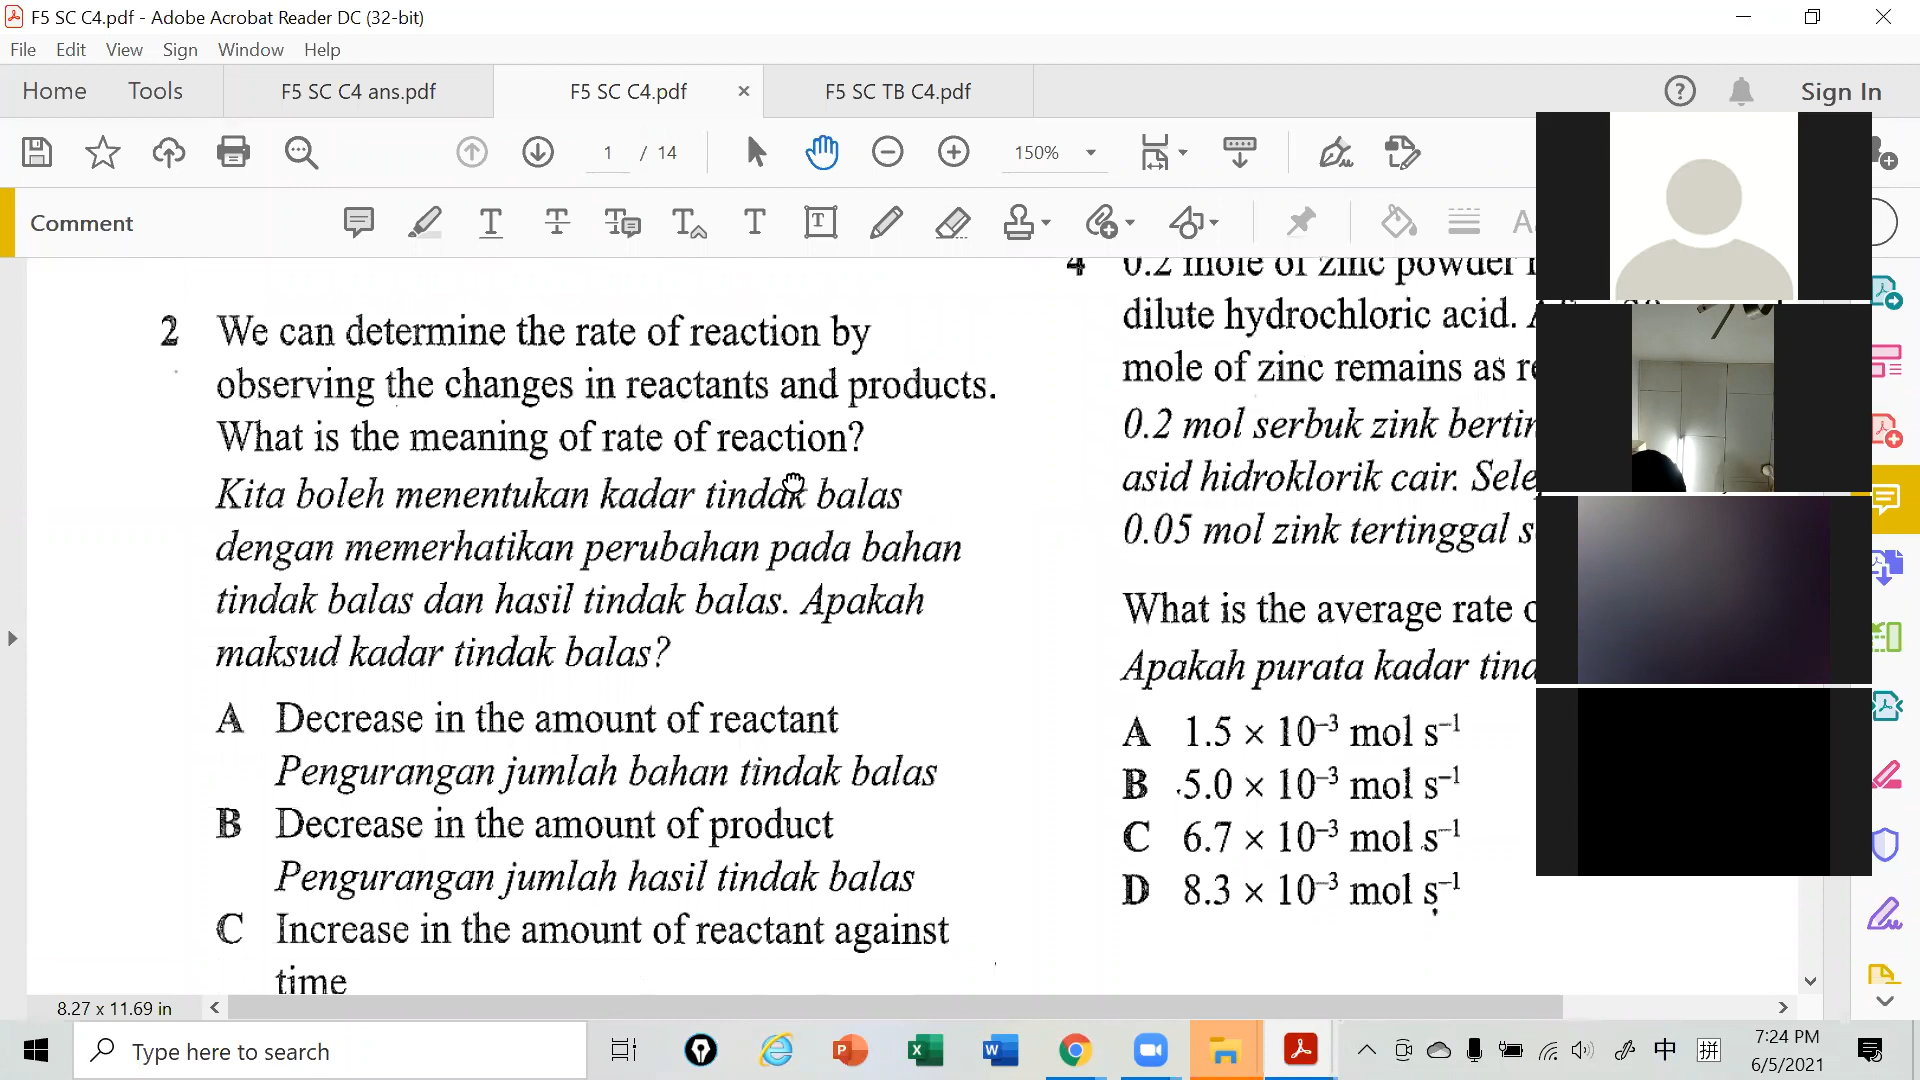 F5 SC C4.pdf - Adobe Acrobat Reader DC (32-bit)
File Edit View Sign Window Help
Home Tools F5 SC C4 ans.pdf F5 SC C4.pdf F5 SC TB C4.pdf Sign In
1 / 14 150%
Comment
2 We can determine the rate of reaction by
observing the changes in reactants and products.
What is the meaning of rate of reaction?
Kita boleh menentukan kadar tindak balas
dengan memerhatikan perubahan pada bahan
tindak balas dan hasil tindak balas. Apakah
maksud kadar tindak balas?
A Decrease in the amount of reactant
Pengurangan jumlah bahan tindak balas
B Decrease in the amount of product
Pengurangan jumlah hasil tindak balas
C Increase in the amount of reactant against
time
4 0.2 mole of zinc powder
dilute hydrochloric acid.
mole of zinc remains as
0.2 mol serbuk zink
asid hidroklorik cair.
0.05 mol zink tertinggal
What is the average rate
Apakah purata kadar
A 1.5 × 10⁻³ mol s⁻¹
B 5.0 × 10⁻³ mol s⁻¹
C 6.7 × 10⁻³ mol s⁻¹
D 8.3 × 10⁻³ mol s⁻¹
8.27 x 11.69 in
Type here to search
中 拼
7:24 PM
6/5/2021